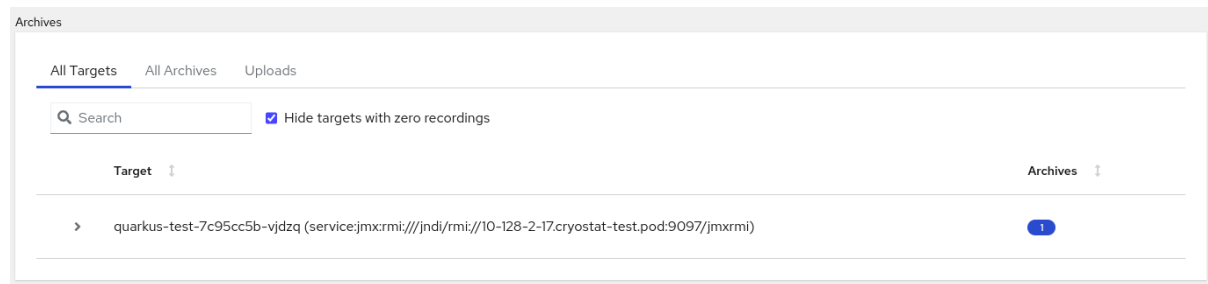 Archives
All Targets All Archives Uploads
Search Hide targets with zero recordings
Target Archives
quarkus-test-7c95cc5b-vjdzq (service:jmx:rmi:///jndi/rmi://10-128-2-17.cryostat-test.pod:9097/jmxrmi) 1